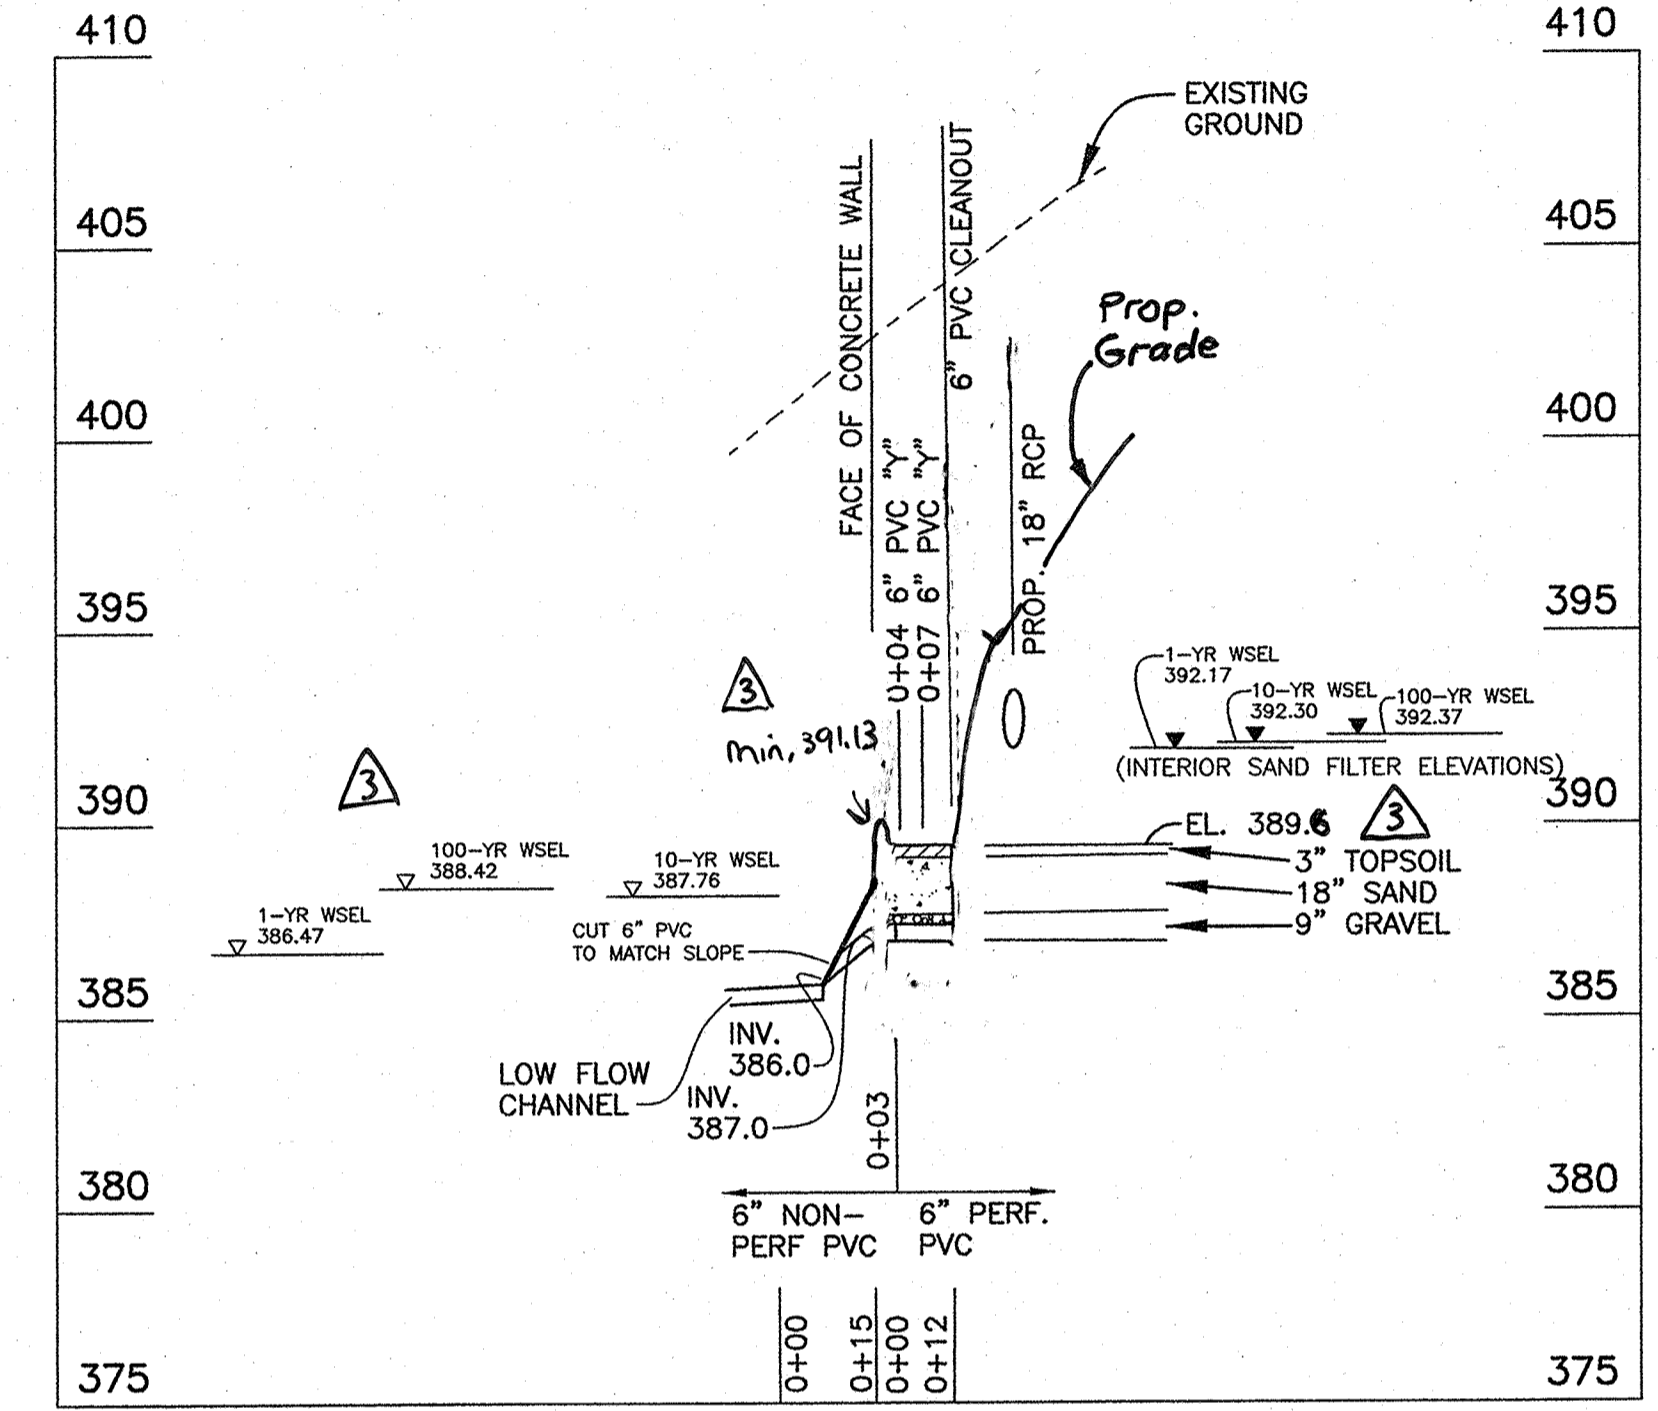 410
410
EXISTING
GROUND
405
405
FACE OF CONCRETE WALL
6" PVC CLEANOUT
Prop.
Grade
400
400
0+04 6" PVC "Y"
0+07 6" PVC "Y"
PROP. 18" RCP
395
395
1-YR WSEL
392.17
10-YR WSEL
392.30
100-YR WSEL
392.37
(INTERIOR SAND FILTER ELEVATIONS)
3
min. 391.13
3
390
390
EL. 389.6
3
3" TOPSOIL
18" SAND
9" GRAVEL
100-YR WSEL
388.42
10-YR WSEL
387.76
1-YR WSEL
386.47
CUT 6" PVC
TO MATCH SLOPE
385
385
INV.
386.0
LOW FLOW
CHANNEL
INV.
387.0
0+03
380
380
6" NON-
PERF PVC
6" PERF.
PVC
0+00
0+15
0+00
0+12
375
375